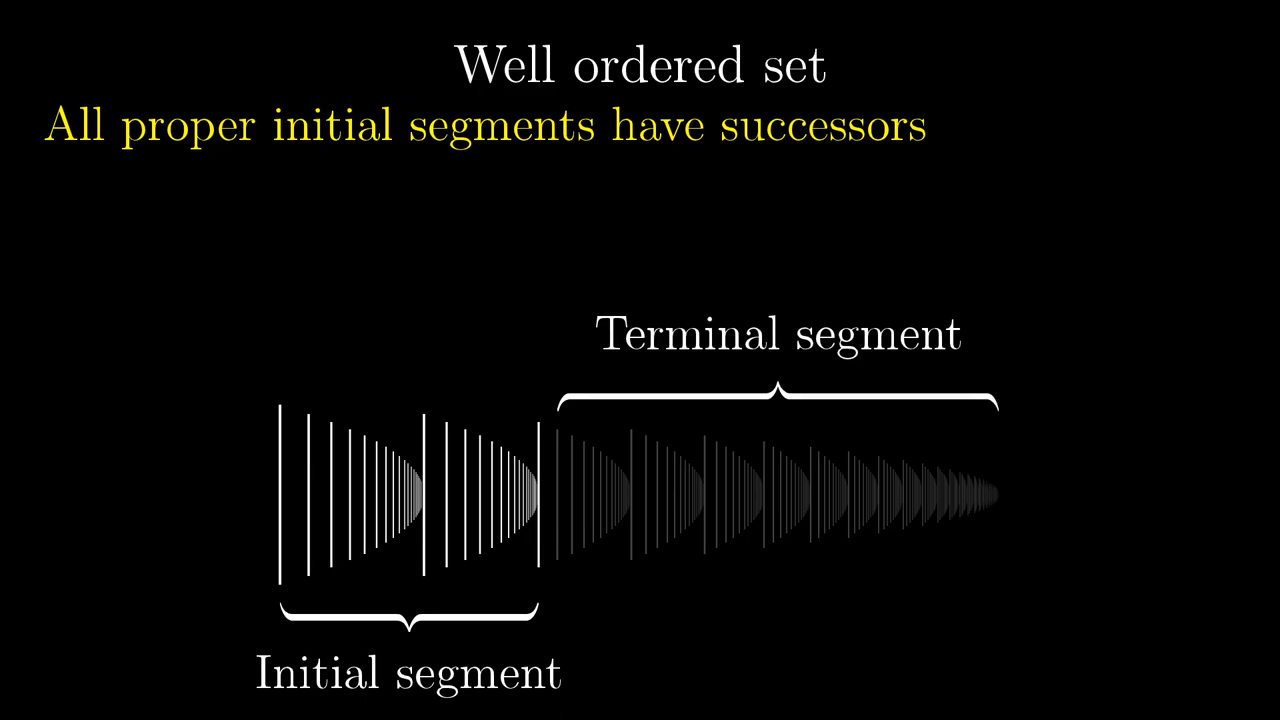 Well ordered set
All proper initial segments have successors
Terminal segment
Initial segment